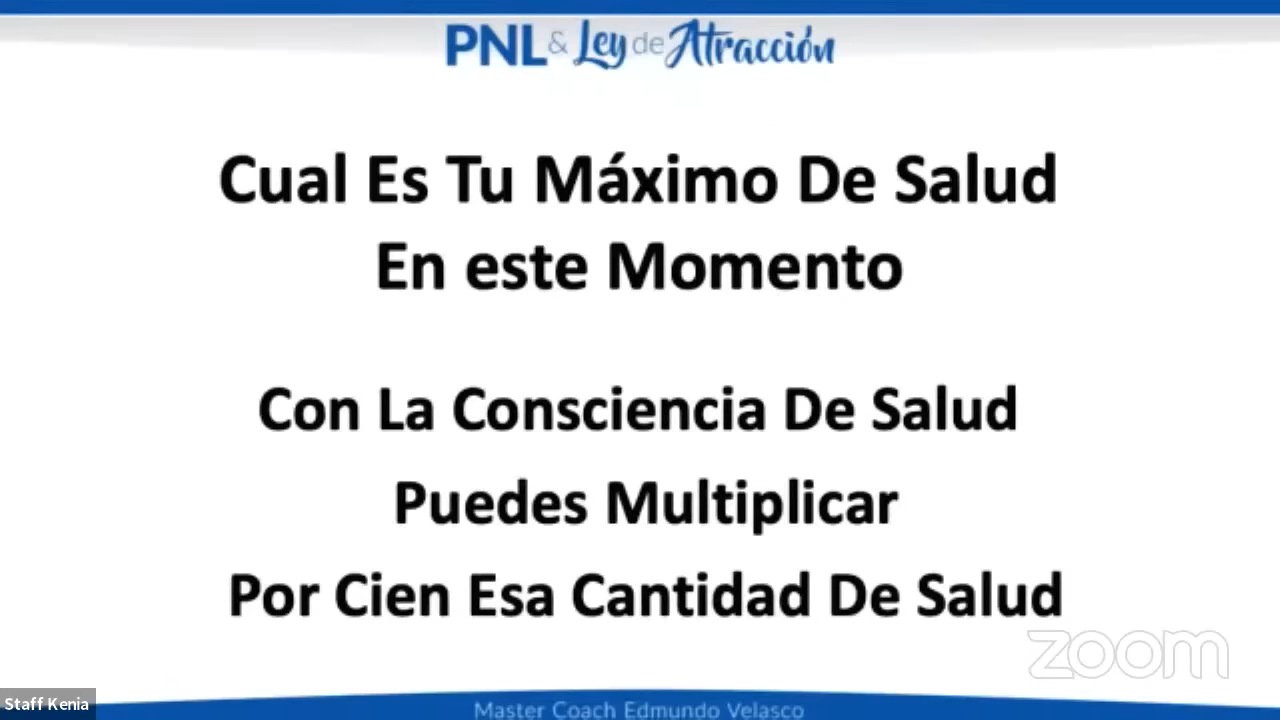 PNL & Ley de Atracción
Cual Es Tu Máximo De Salud
En este Momento
Con La Consciencia De Salud
Puedes Multiplicar
Por Cien Esa Cantidad De Salud
zoom
Staff Kenia
Master Coach Edmundo Velasco